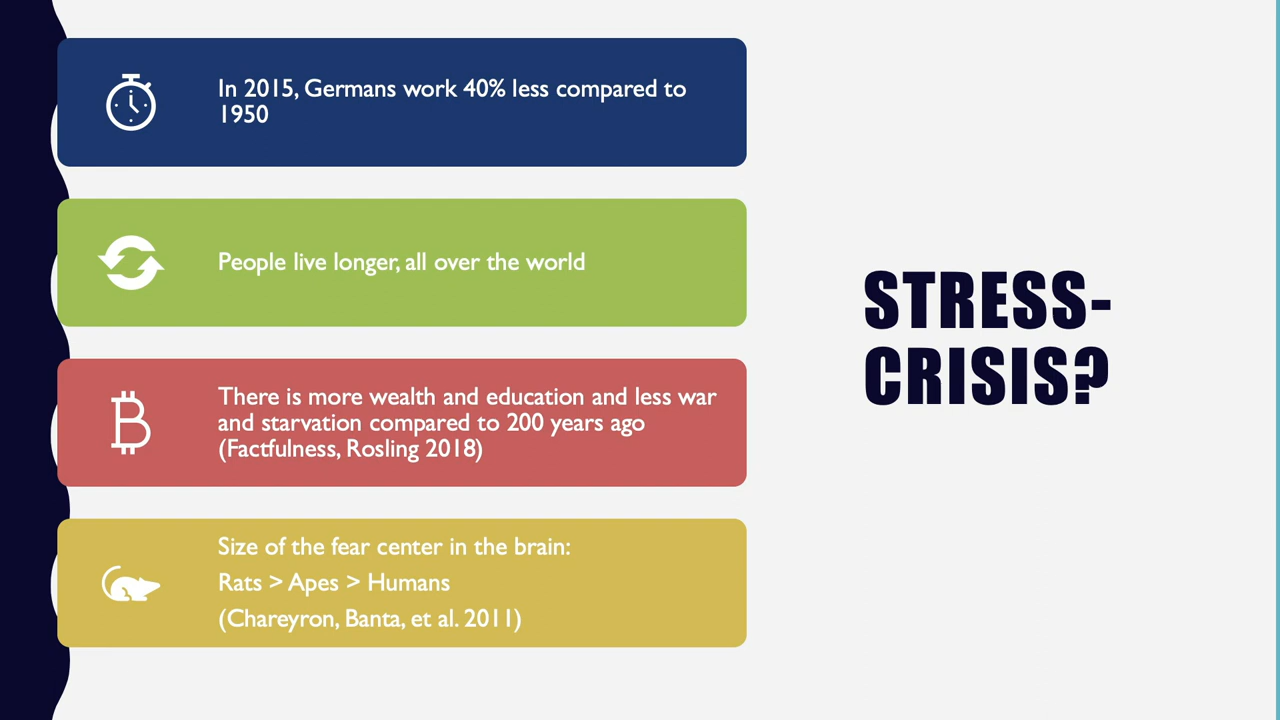 In 2015, Germans work 40% less compared to
1950
People live longer, all over the world
There is more wealth and education and less war
and starvation compared to 200 years ago
(Factfulness, Rosling 2018)
Size of the fear center in the brain:
Rats > Apes > Humans
(Chareyron, Banta, et al. 2011)
STRESS-
CRISIS?